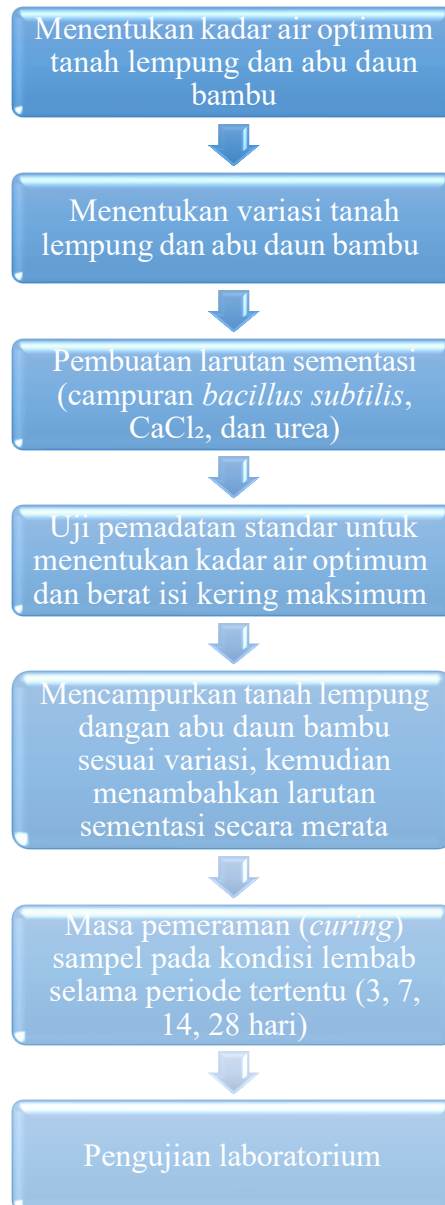 Menentukan kadar air optimum
tanah lempung dan abu daun
bambu
Menentukan variasi tanah
lempung dan abu daun bambu
Pembuatan larutan sementasi
(campuran bacillus subtilis,
CaCl₂, dan urea)
Uji pemadatan standar untuk
menentukan kadar air optimum
dan berat isi kering maksimum
Mencampurkan tanah lempung
dangan abu daun bambu
sesuai variasi, kemudian
menambahkan larutan
sementasi secara merata
Masa pemeraman (curing)
sampel pada kondisi lembab
selama periode tertentu (3, 7,
14, 28 hari)
Pengujian laboratorium